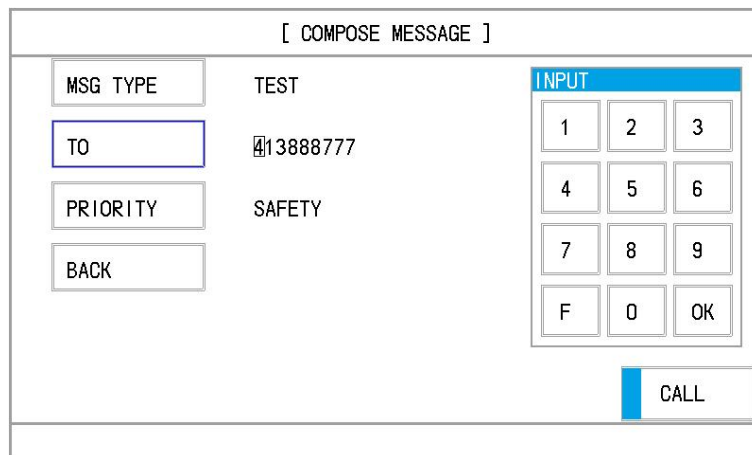 [ COMPOSE MESSAGE ]
MSG TYPE TEST
TO 413888777
PRIORITY SAFETY
BACK
INPUT
1 2 3
4 5 6
7 8 9
F 0 OK
CALL